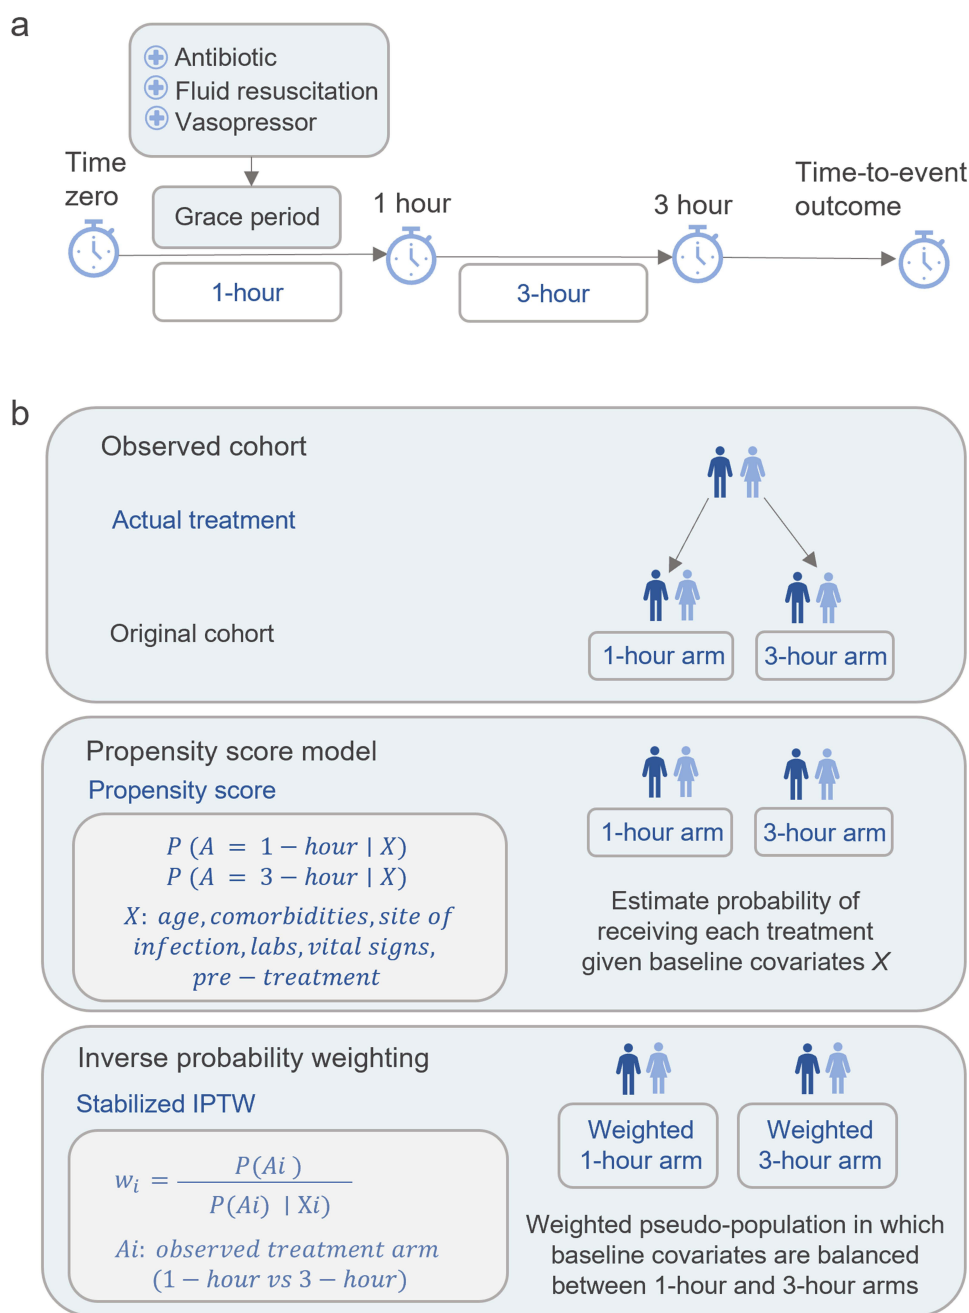 a
Antibiotic
Fluid resuscitation
Vasopressor
Time
zero
Grace period
1 hour
3 hour
Time-to-event
outcome
1-hour
3-hour
b
Observed cohort
Actual treatment
Original cohort
1-hour arm
3-hour arm
Propensity score model
Propensity score
P (A = 1 − hour | X)
P (A = 3 − hour | X)
X: age, comorbidities, site of
infection, labs, vital signs,
pre − treatment
1-hour arm
3-hour arm
Estimate probability of
receiving each treatment
given baseline covariates X
Inverse probability weighting
Stabilized IPTW
wᵢ = P(Ai ) / P(Ai) | Xi)
Ai: observed treatment arm
(1 − hour vs 3 − hour)
Weighted
1-hour arm
Weighted
3-hour arm
Weighted pseudo-population in which
baseline covariates are balanced
between 1-hour and 3-hour arms